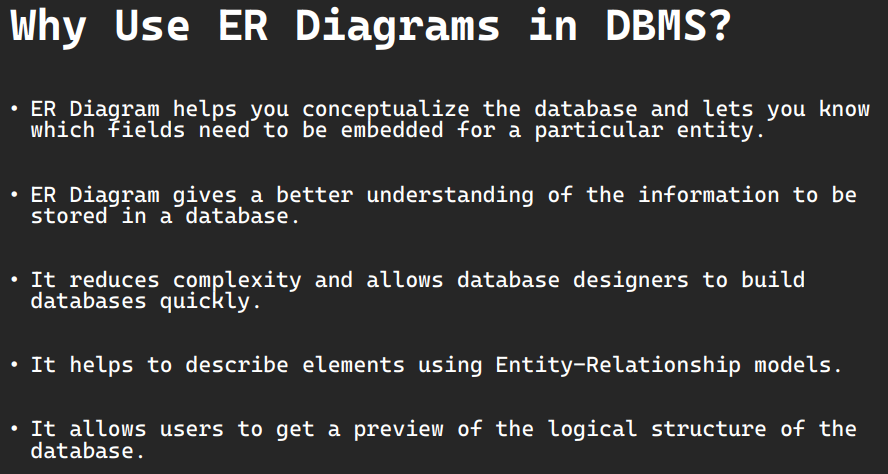 Why Use ER Diagrams in DBMS?
• ER Diagram helps you conceptualize the database and lets you know
which fields need to be embedded for a particular entity.
• ER Diagram gives a better understanding of the information to be
stored in a database.
• It reduces complexity and allows database designers to build
databases quickly.
• It helps to describe elements using Entity-Relationship models.
• It allows users to get a preview of the logical structure of the
database.